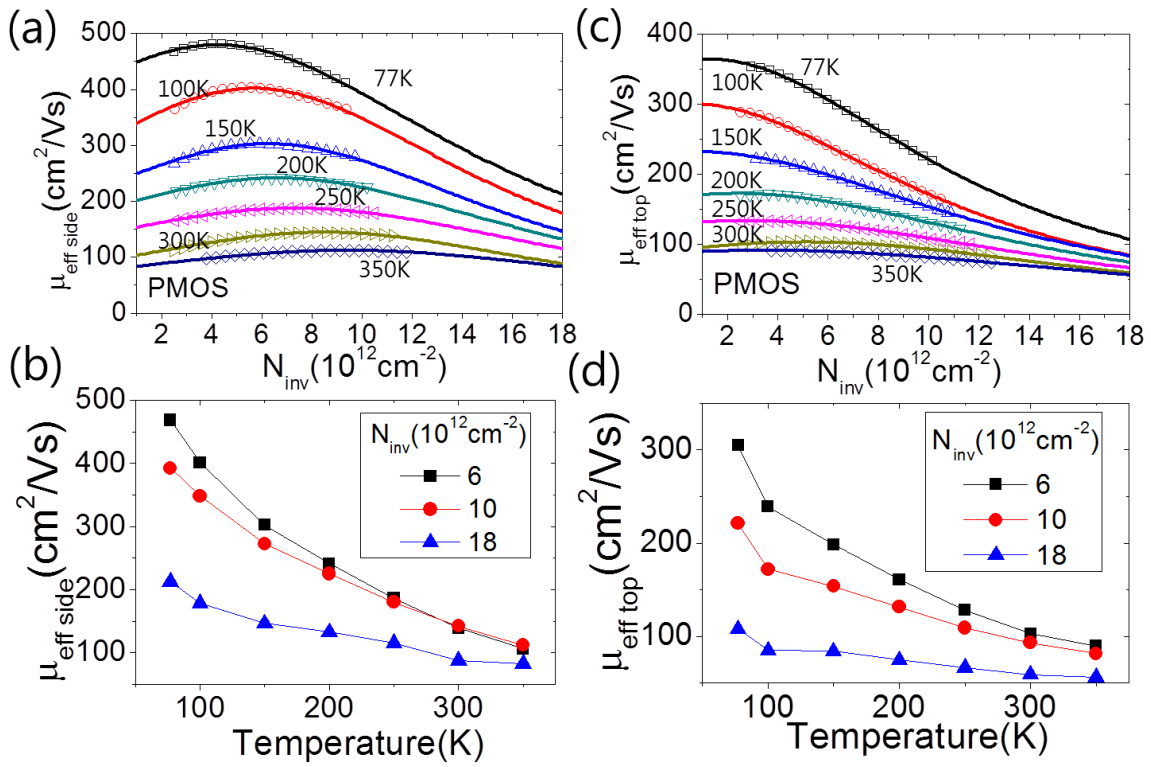 (a)
μeff side(cm²/Vs)
500
400
300
200
100
0
77K
100K
150K
200K
250K
300K
350K
PMOS
2 4 6 8 10 12 14 16 18
Ninv(10¹²cm⁻²)
(c)
μeff top(cm²/Vs)
400
300
200
100
0
77K
100K
150K
200K
250K
300K
350K
PMOS
2 4 6 8 10 12 14 16 18
Ninv(10¹²cm⁻²)
(b)
μeff side(cm²/Vs)
500
400
300
200
100
Ninv(10¹²cm⁻²)
6
10
18
100 200 300
Temperature(K)
(d)
μeff top(cm²/Vs)
300
200
100
Ninv(10¹²cm⁻²)
6
10
18
100 200 300
Temperature(K)